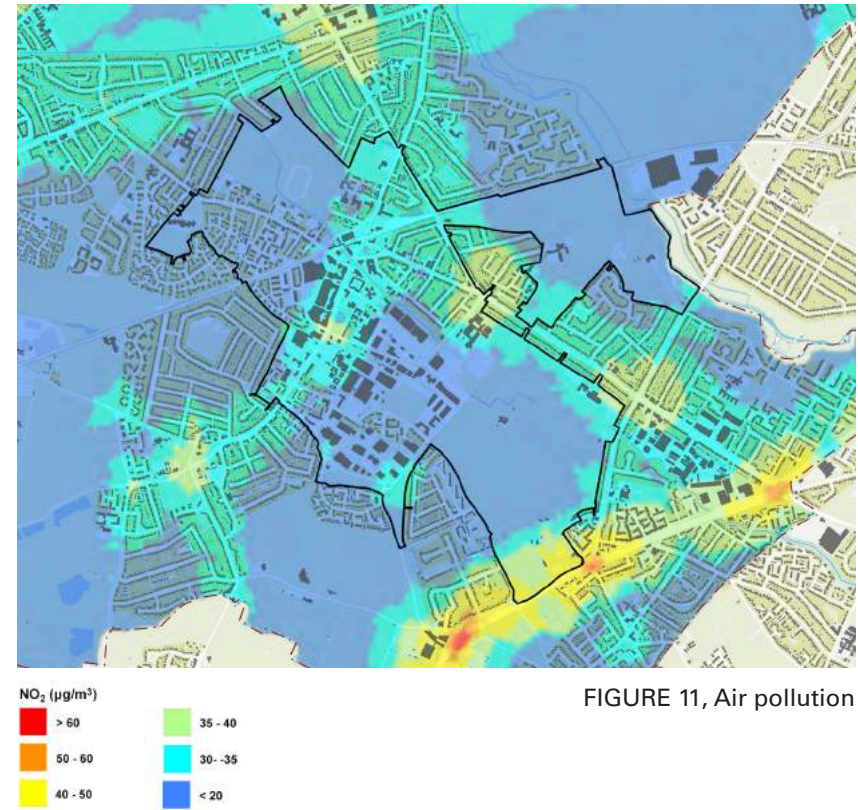 NO₂ (µg/m³)
> 60
50 - 60
40 - 50
35 - 40
30- -35
< 20
FIGURE 11, Air pollution